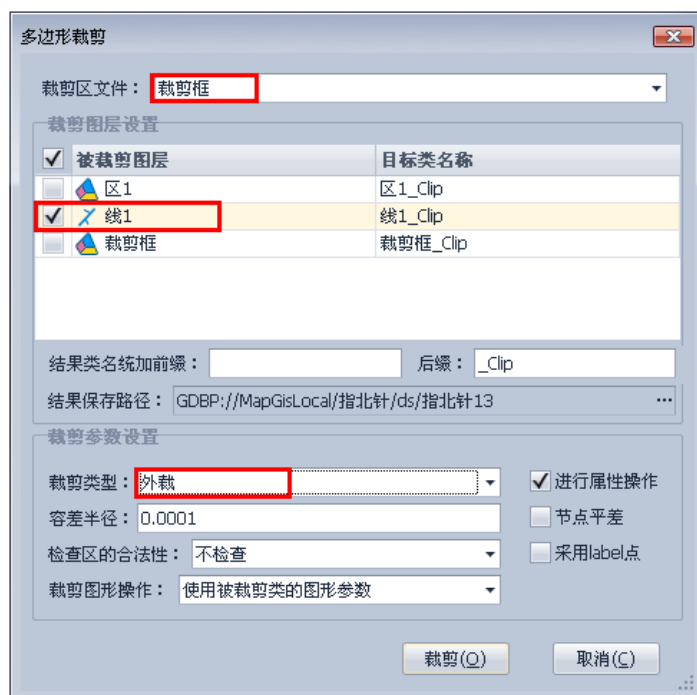 多边形裁剪
裁剪区文件： 裁剪框
裁剪图层设置
被裁剪图层 目标类名称
区1 区1_Clip
线1 线1_Clip
裁剪框 裁剪框_Clip
结果类名统加前缀： 后缀： _Clip
结果保存路径： GDBP://MapGisLocal/指北针/ds/指北针13 ...
裁剪参数设置
裁剪类型： 外裁 进行属性操作
容差半径： 0.0001 节点平差
检查区的合法性： 不检查 采用label点
裁剪图形操作： 使用被裁剪类的图形参数
裁剪(O) 取消(C)